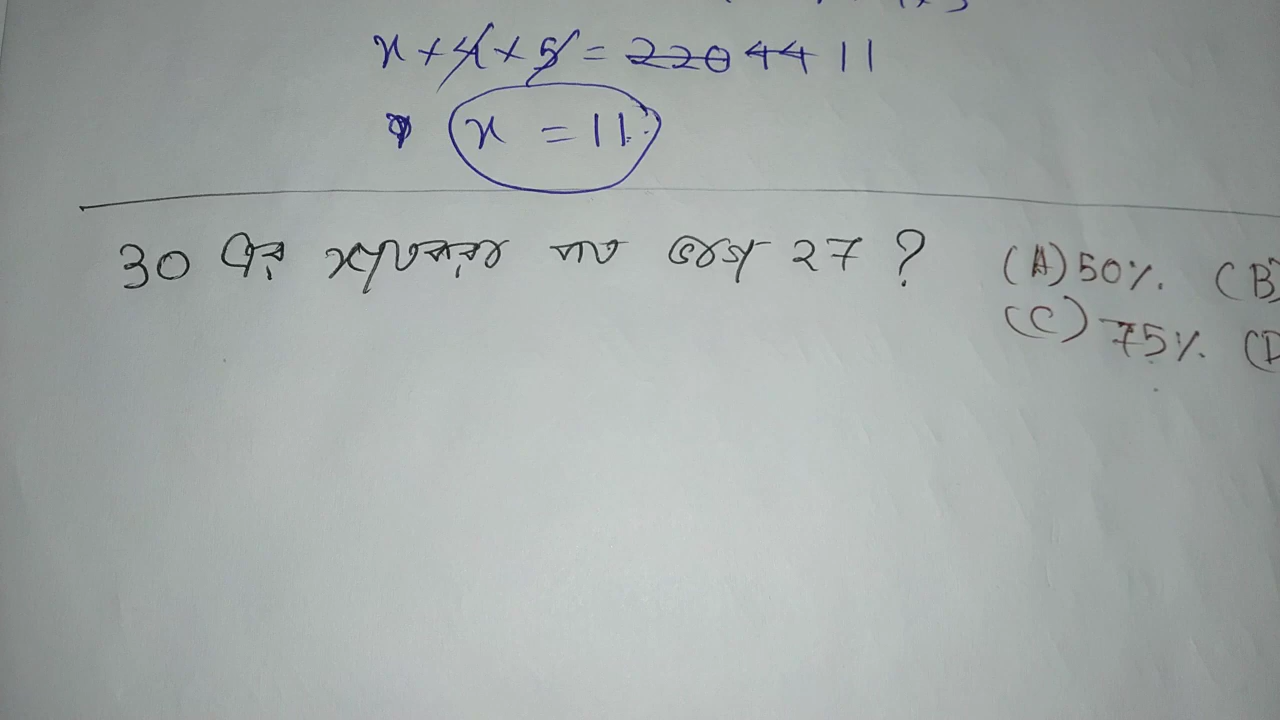 x × 4 × 5 = 220 44 11
x = 11
30 এর শতকরা কত অংশ 27 ? (A) 50%. (B)
(C) 75%. (D